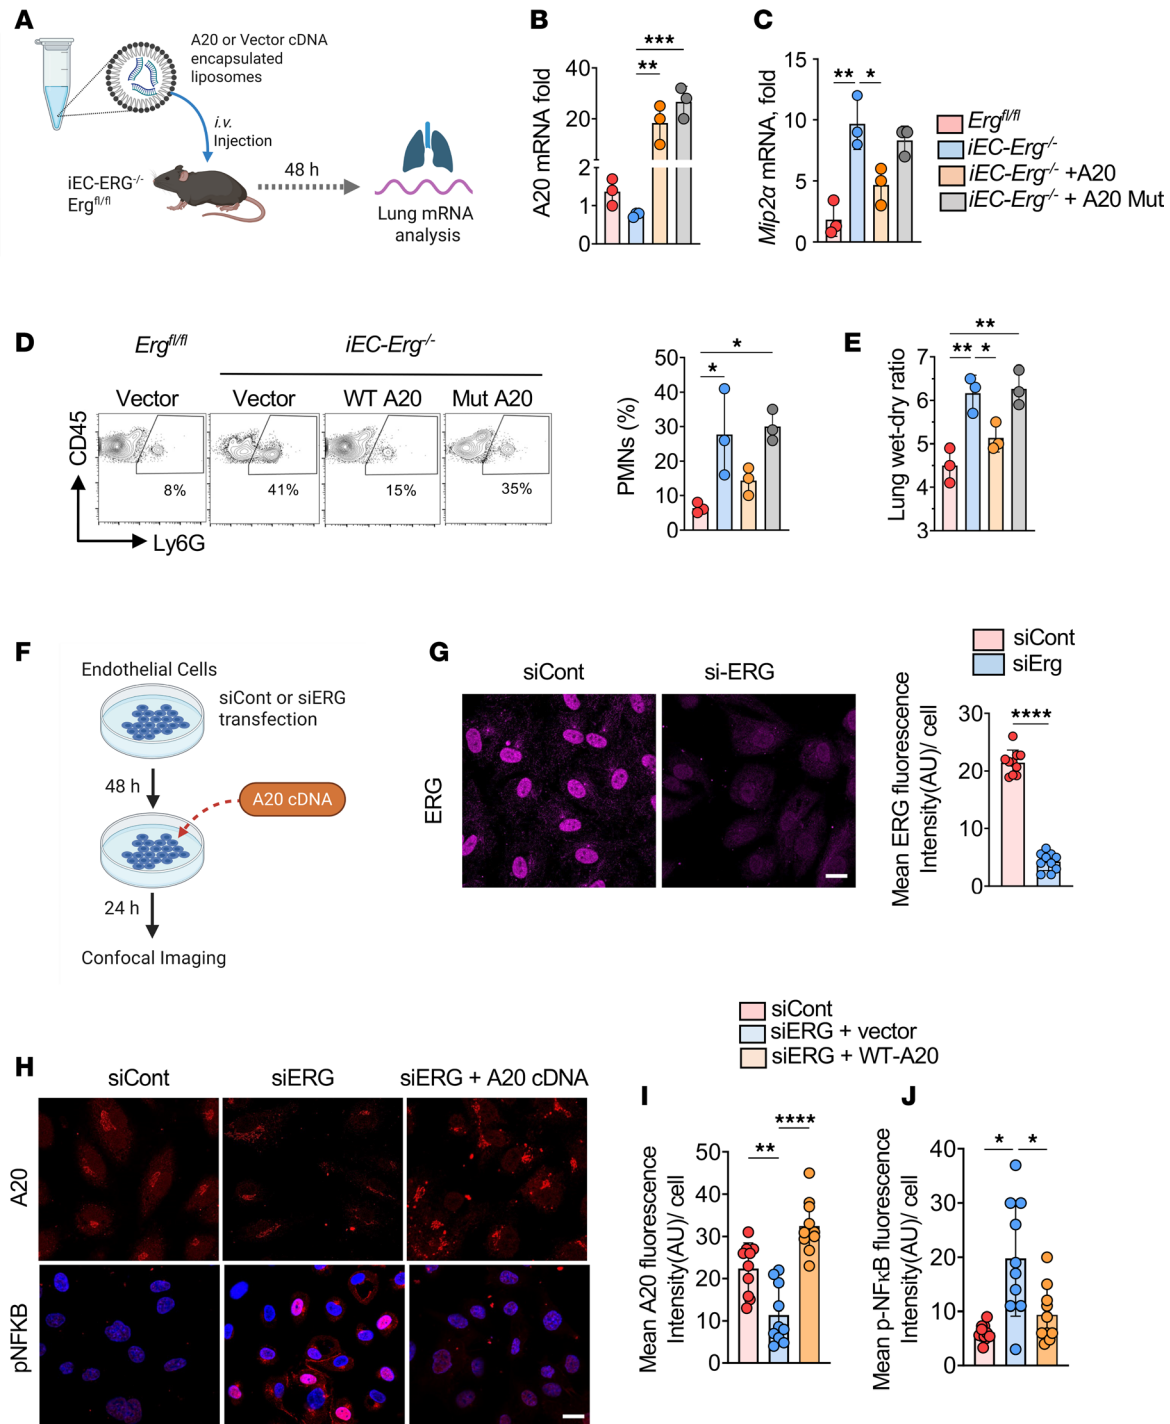 A
A20 or Vector cDNA
encapsulated
liposomes
i.v.
Injection
iEC-ERG-/-
Ergfl/fl
48 h
Lung mRNA
analysis
B
A20 mRNA fold
40
20
2
2
1
0
***
**
C
Mip2α mRNA, fold
15
10
5
0
** *
Ergfl/fl
iEC-Erg-/-
iEC-Erg-/- +A20
iEC-Erg-/- + A20 Mut
D
Ergfl/fl
iEC-Erg-/-
Vector Vector WT A20 Mut A20
CD45
8% 41% 15% 35%
Ly6G
PMNs (%)
50
40
30
20
10
0
*
*
E
Lung wet-dry ratio
7
6
5
4
3
**
** *
F
Endothelial Cells
siCont or siERG
transfection
48 h
A20 cDNA
24 h
Confocal Imaging
G
siCont si-ERG
ERG
siCont
siErg
Mean ERG fluorescence
Intensity(AU)/ cell
30
20
10
0
****
H
siCont siERG siERG + A20 cDNA
A20
pNFKB
siCont
siERG + vector
siERG + WT-A20
I
Mean A20 fluorescence
Intensity(AU)/ cell
50
40
30
20
10
0
****
**
J
Mean p-NFκB fluorescence
Intensity(AU)/ cell
40
30
20
10
0
* *